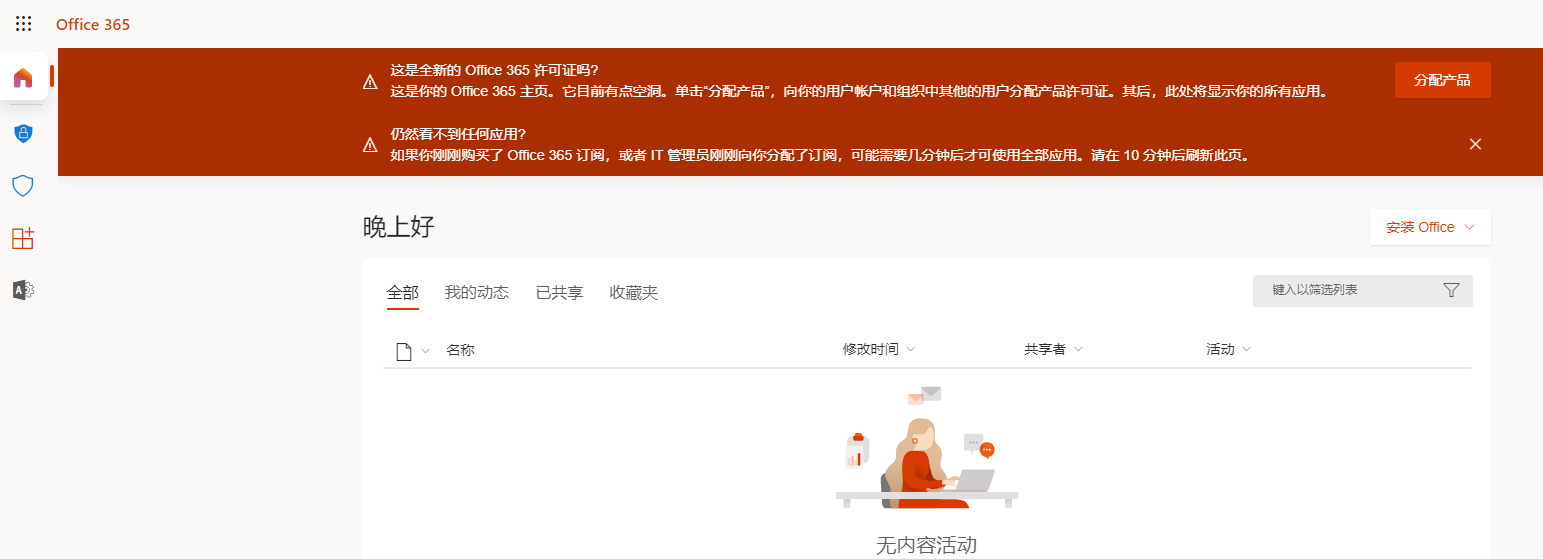 Office 365
这是全新的 Office 365 许可证吗?
这是你的 Office 365 主页。它目前有点空洞。单击“分配产品”，向你的用户帐户和组织中其他的用户分配产品许可证。其后，此处将显示你的所有应用。
分配产品
仍然看不到任何应用?
如果你刚刚购买了 Office 365 订阅，或者 IT 管理员刚刚向你分配了订阅，可能需要几分钟后才可使用全部应用。请在 10 分钟后刷新此页。
晚上好
安装 Office
全部 我的动态 已共享 收藏夹
键入以筛选列表
名称 修改时间 共享者 活动
无内容活动